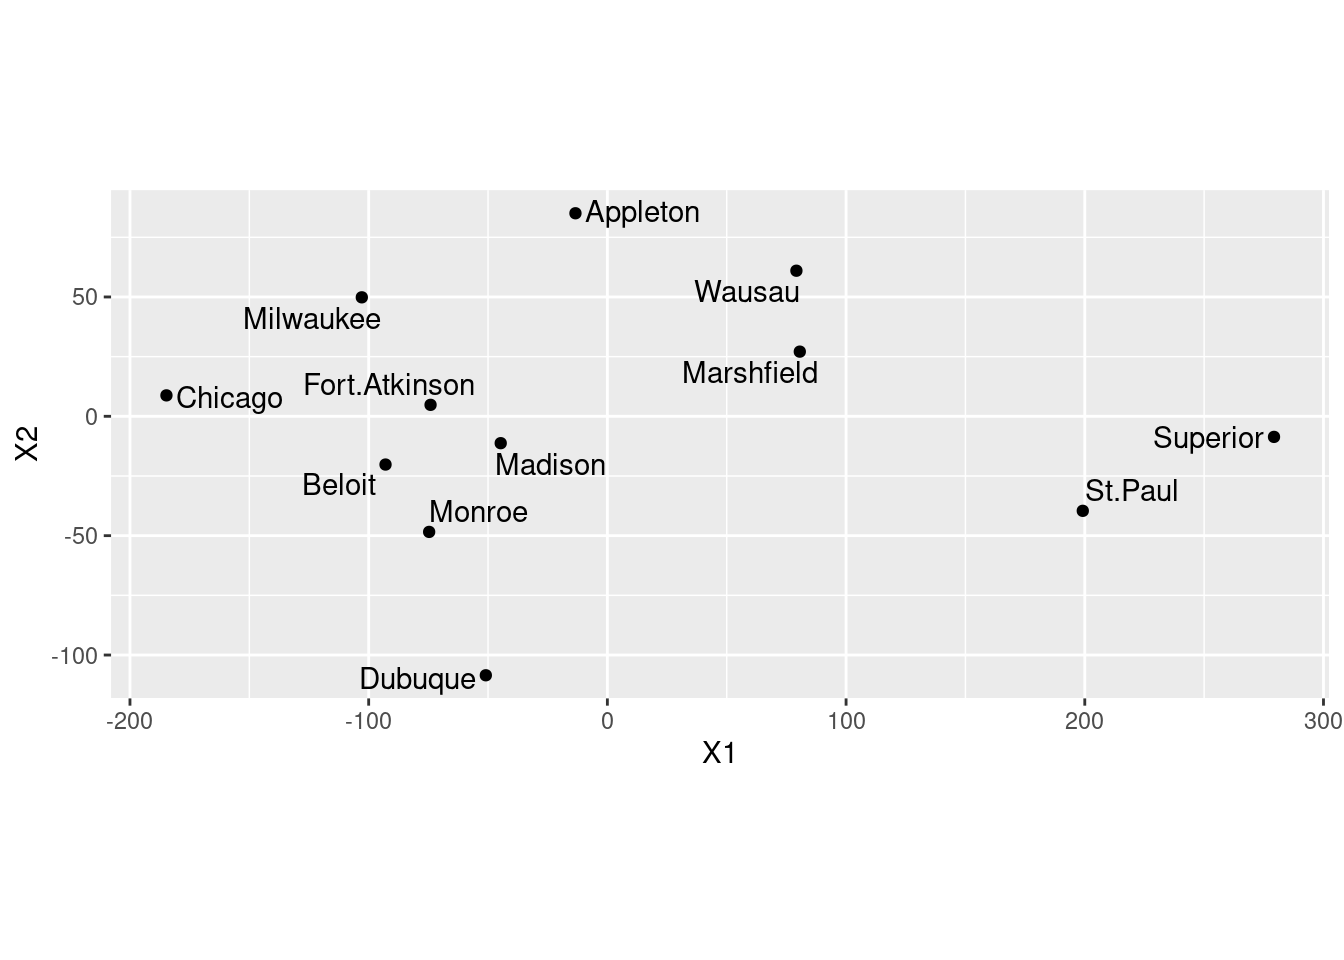 Appleton
Wausau
50
Milwaukee
Marshfield
Fort.Atkinson
Chicago
0
Superior
X2
Madison
Beloit
St.Paul
Monroe
-50
-100
Dubuque
-200
-100
0
100
200
300
X1